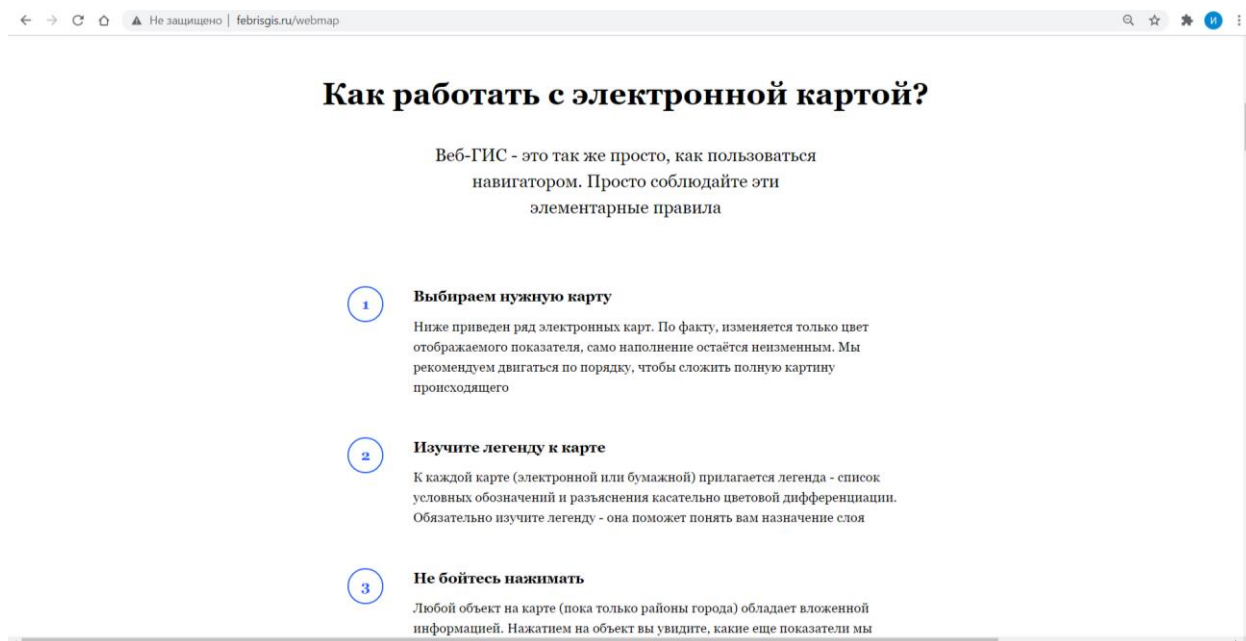 Не защищено | febrisgis.ru/webmap
И
Как работать с электронной картой?
Веб-ГИС - это так же просто, как пользоваться
навигатором. Просто соблюдайте эти
элементарные правила
1
Выбираем нужную карту
Ниже приведен ряд электронных карт. По факту, изменяется только цвет
отображаемого показателя, само наполнение остаётся неизменным. Мы
рекомендуем двигаться по порядку, чтобы сложить полную картину
происходящего
2
Изучите легенду к карте
К каждой карте (электронной или бумажной) прилагается легенда - список
условных обозначений и разъяснения касательно цветовой дифференциации.
Обязательно изучите легенду - она поможет понять вам назначение слоя
3
Не бойтесь нажимать
Любой объект на карте (пока только районы города) обладает вложенной
информацией. Нажатием на объект вы увидите, какие еще показатели мы